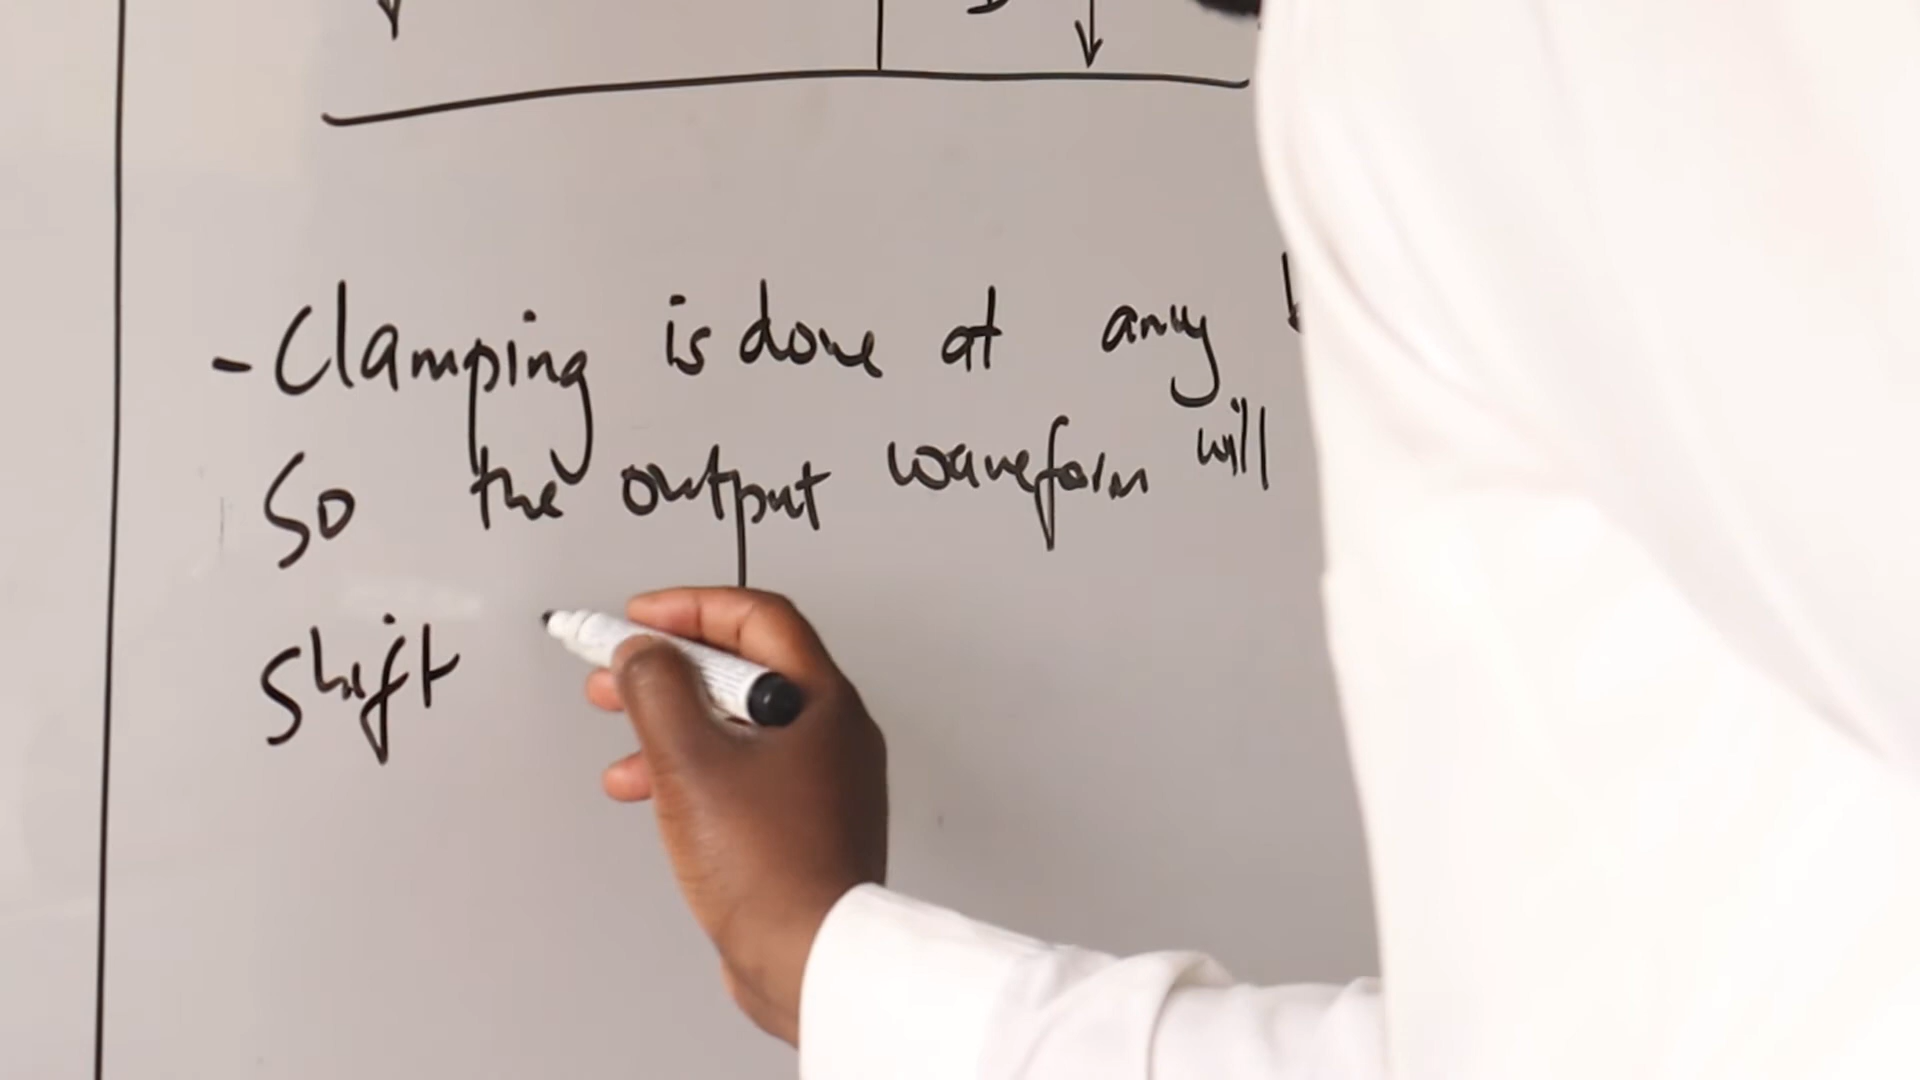 D
- Clamping is done at any
So the output waveform will
Shift